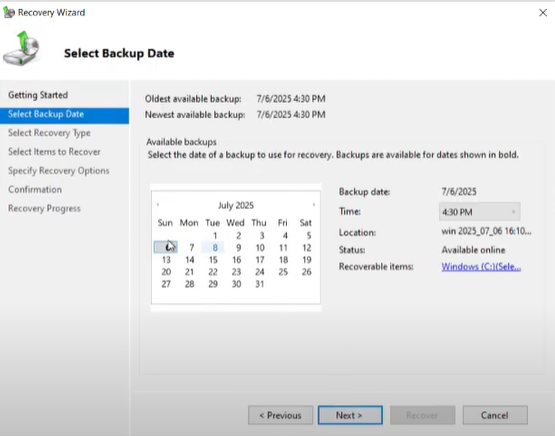 Recovery Wizard
Select Backup Date
Getting Started
Select Backup Date
Select Recovery Type
Select Items to Recover
Specify Recovery Options
Confirmation
Recovery Progress
Oldest available backup: 7/6/2025 4:30 PM
Newest available backup: 7/6/2025 4:30 PM
Available backups
Select the date of a backup to use for recovery. Backups are available for dates shown in bold.
July 2025
Sun Mon Tue Wed Thu Fri Sat
1 2 3 4 5
6 7 8 9 10 11 12
13 14 15 16 17 18 19
20 21 22 23 24 25 26
27 28 29 30 31
Backup date: 7/6/2025
Time: 4:30 PM
Location: win 2025_07_06 16:10...
Status: Available online
Recoverable items: Windows (C:)(Sele...
< Previous
Next >
Recover
Cancel